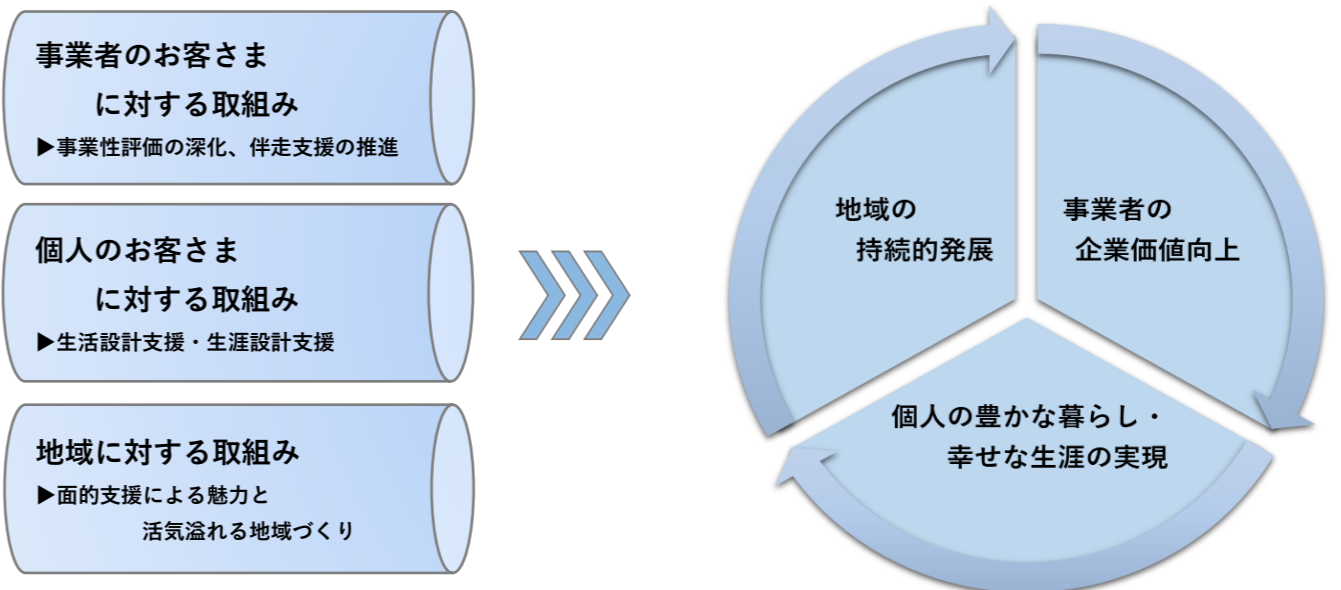 事業者のお客さま
に対する取組み
▶事業性評価の深化、伴走支援の推進
個人のお客さま
に対する取組み
▶生活設計支援・生涯設計支援
地域に対する取組み
▶面的支援による魅力と
活気溢れる地域づくり
地域の
持続的発展
事業者の
企業価値向上
個人の豊かな暮らし・
幸せな生涯の実現